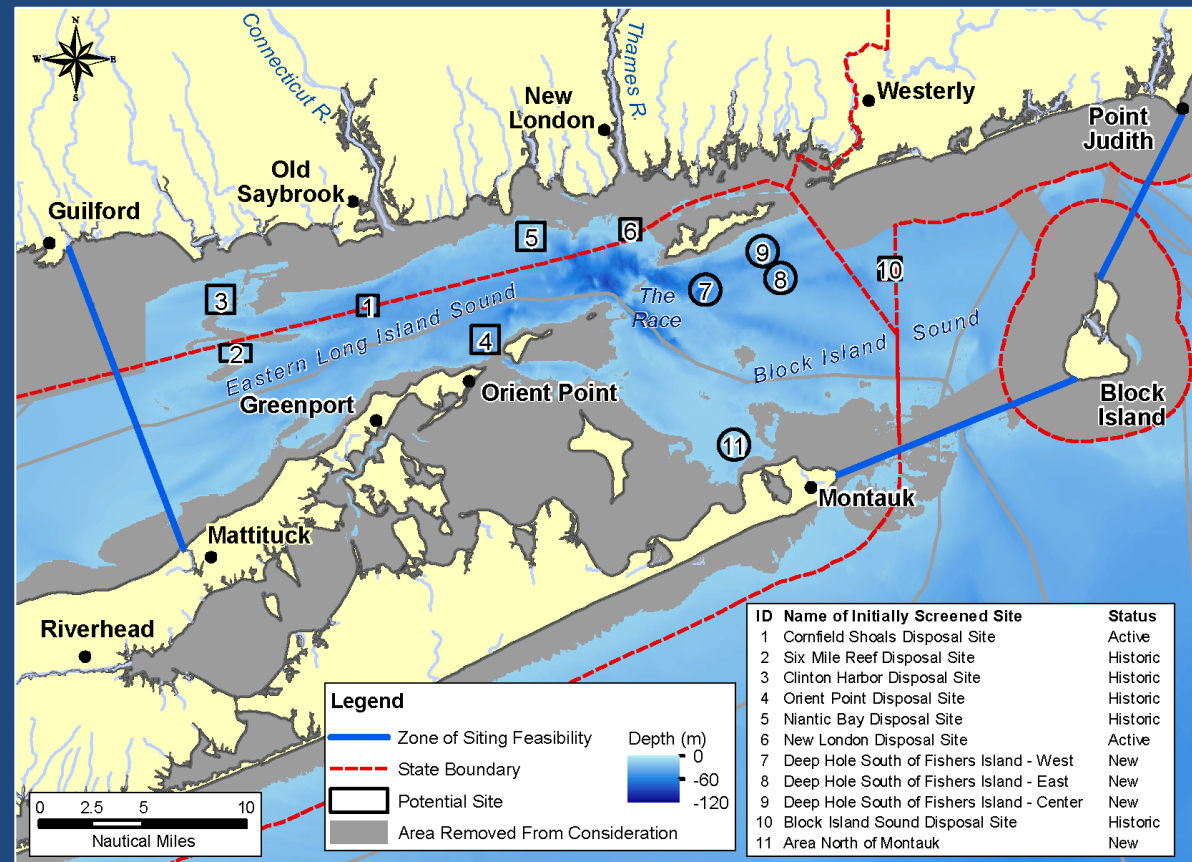 N
W E
S
Connecticut R.
Thames R.
New
London
Westerly
Point
Judith
Old
Saybrook
Guilford
5
6
9
8
10
7
3
1
The
Race
2
4
Eastern Long Island Sound
Block Island Sound
Orient Point
Greenport
Block
Island
11
Montauk
Mattituck
Riverhead
Legend
Zone of Siting Feasibility
State Boundary
Potential Site
Area Removed From Consideration
Depth (m)
0
-60
-120
0 2.5 5 10
Nautical Miles
ID Name of Initially Screened Site Status
1 Cornfield Shoals Disposal Site Active
2 Six Mile Reef Disposal Site Historic
3 Clinton Harbor Disposal Site Historic
4 Orient Point Disposal Site Historic
5 Niantic Bay Disposal Site Historic
6 New London Disposal Site Active
7 Deep Hole South of Fishers Island - West New
8 Deep Hole South of Fishers Island - East New
9 Deep Hole South of Fishers Island - Center New
10 Block Island Sound Disposal Site Historic
11 Area North of Montauk New